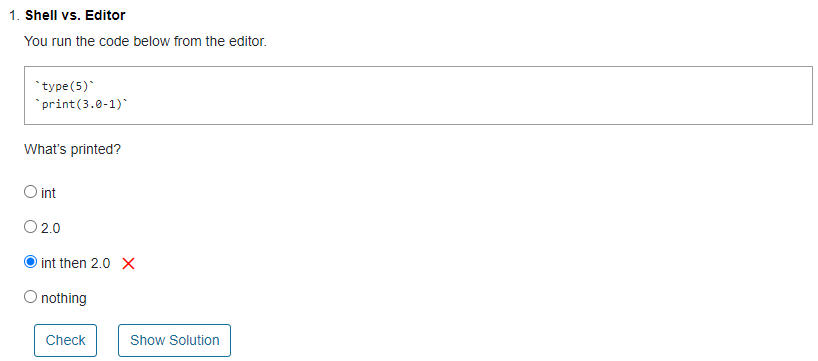 1. Shell vs. Editor
You run the code below from the editor.
`type(5)`
`print(3.0-1)`
What's printed?
int
2.0
int then 2.0
nothing
Check Show Solution